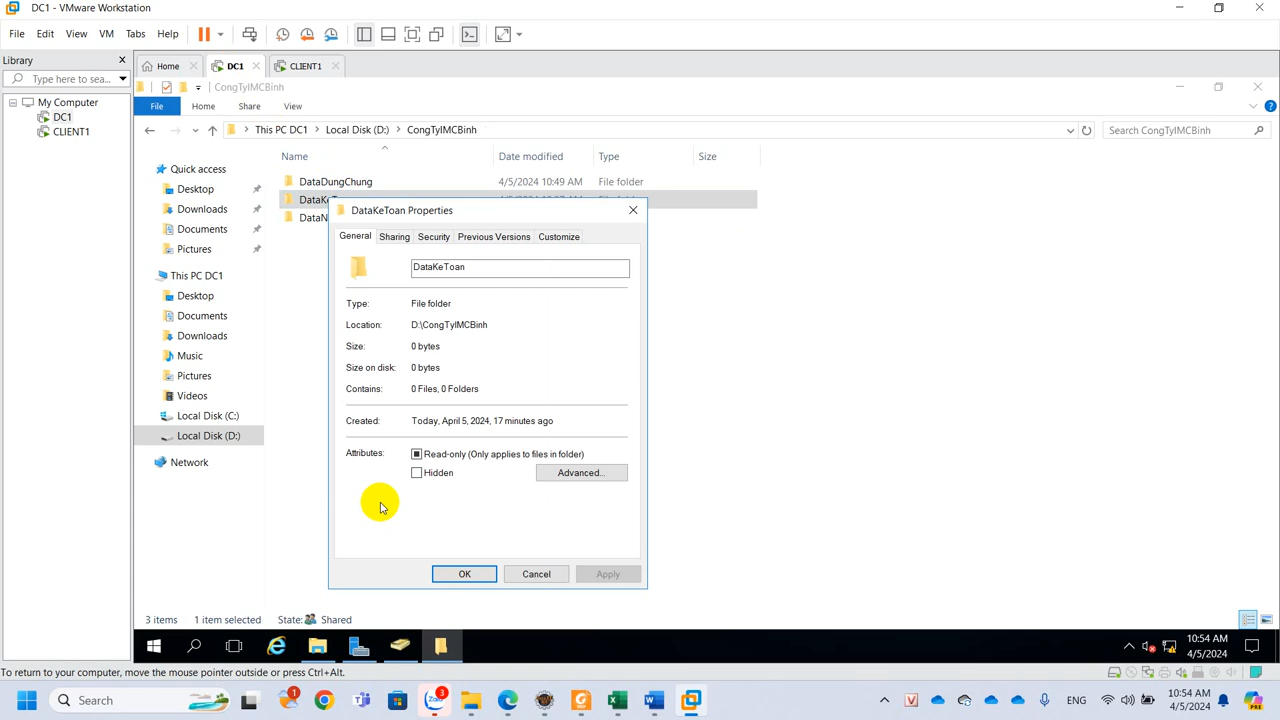 DC1 - VMware Workstation
File Edit View VM Tabs Help
Library
Type here to sea...
My Computer
DC1
CLIENT1
Home DC1 CLIENT1
CongTyIMCBinh
File Home Share View
This PC DC1 Local Disk (D:) CongTyIMCBinh
Search CongTyIMCBinh
Quick access
Desktop
Downloads
Documents
Pictures
This PC DC1
Desktop
Documents
Downloads
Music
Pictures
Videos
Local Disk (C:)
Local Disk (D:)
Network
Name Date modified Type Size
DataDungChung 4/5/2024 10:49 AM File folder
DataKeToan Properties
General Sharing Security Previous Versions Customize
DataKeToan
Type: File folder
Location: D:\CongTyIMCBinh
Size: 0 bytes
Size on disk: 0 bytes
Contains: 0 Files, 0 Folders
Created: Today, April 5, 2024, 17 minutes ago
Attributes: Read-only (Only applies to files in folder)
Hidden Advanced...
OK Cancel Apply
3 items 1 item selected State: Shared
10:54 AM
4/5/2024
To return to your computer, move the mouse pointer outside or press Ctrl+Alt.
Search
1
Zalo
3
ENG
10:54 AM
4/5/2024
PRE